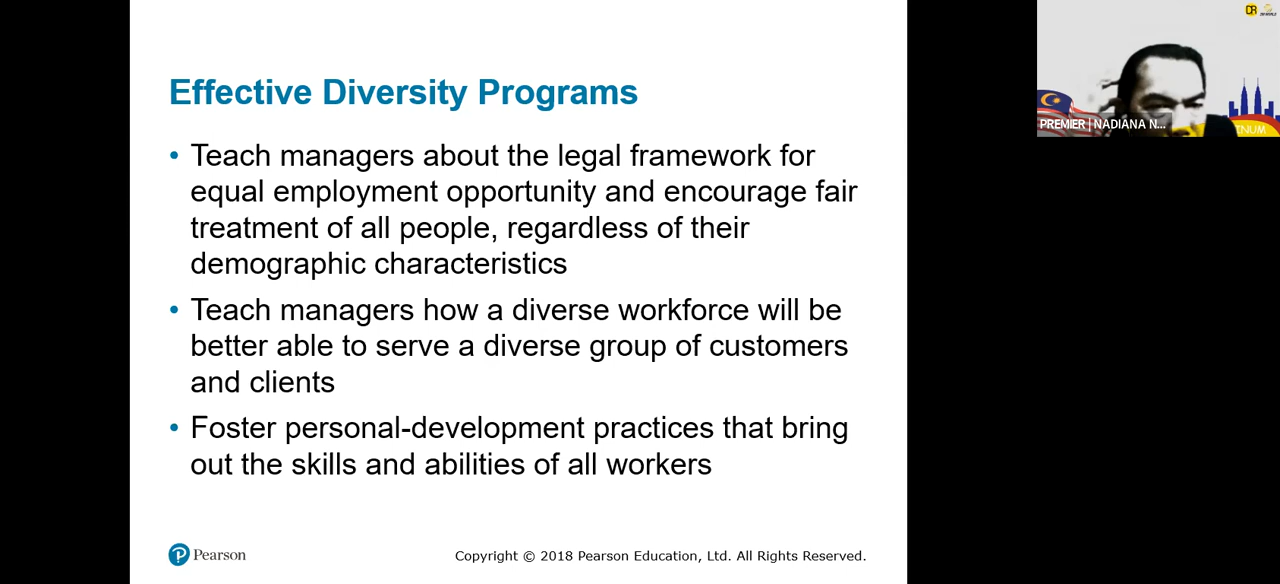 Effective Diversity Programs
• Teach managers about the legal framework for
equal employment opportunity and encourage fair
treatment of all people, regardless of their
demographic characteristics
• Teach managers how a diverse workforce will be
better able to serve a diverse group of customers
and clients
• Foster personal-development practices that bring
out the skills and abilities of all workers
Pearson
Copyright © 2018 Pearson Education, Ltd. All Rights Reserved.
PREMIER | NADIANA N...